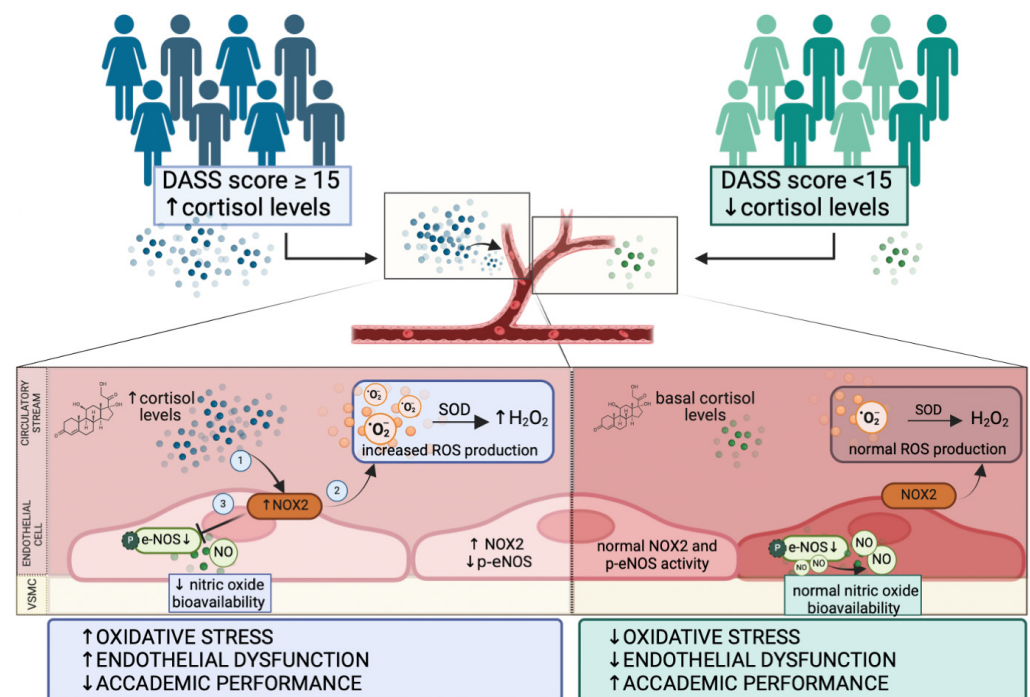 DASS score ≥ 15
↑cortisol levels
DASS score <15
↓cortisol levels
CIRCULATORY
STREAM
ENDOTHELIAL
CELL
VSMC
OH
O
HO
OH
H
H
H
O
↑cortisol
levels
1
2
3
•O₂⁻
•O₂⁻
•O₂⁻
SOD
↑H₂O₂
increased ROS production
↑NOX2
P
e-NOS↓
NO
↓ nitric oxide
bioavailability
↑ NOX2
↓p-eNOS
normal NOX2 and
p-eNOS activity
basal cortisol
levels
•O₂⁻
SOD
H₂O₂
normal ROS production
NOX2
P
e-NOS↓
NO
NO
NO
NO
normal nitric oxide
bioavailability
↑OXIDATIVE STRESS
↑ENDOTHELIAL DYSFUNCTION
↓ACCADEMIC PERFORMANCE
↓OXIDATIVE STRESS
↓ENDOTHELIAL DYSFUNCTION
↑ACCADEMIC PERFORMANCE